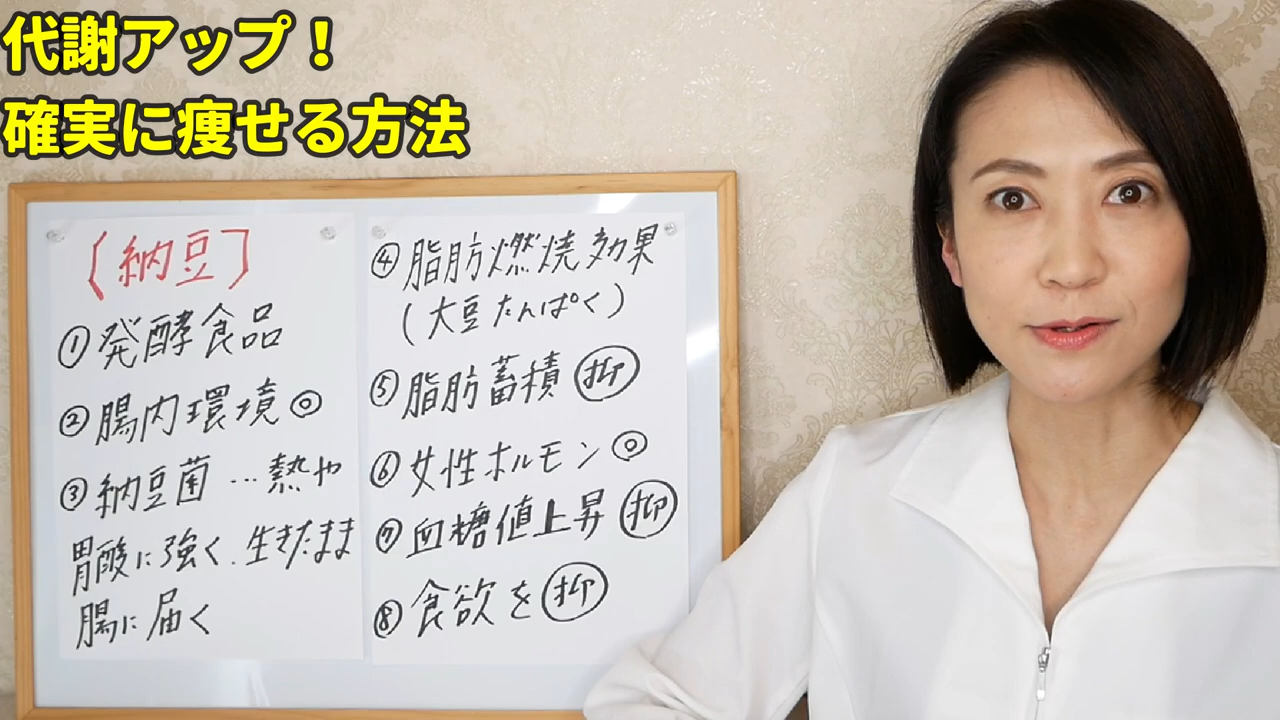 代謝アップ！
確実に痩せる方法
〔納豆〕
①発酵食品
②腸内環境◎
③納豆菌…熱や
胃酸に強く、生きたまま
腸に届く
④脂肪燃焼効果
(大豆たんぱく)
⑤脂肪蓄積㊥抑
⑥女性ホルモン◎
⑦血糖値上昇抑
⑧食欲を抑